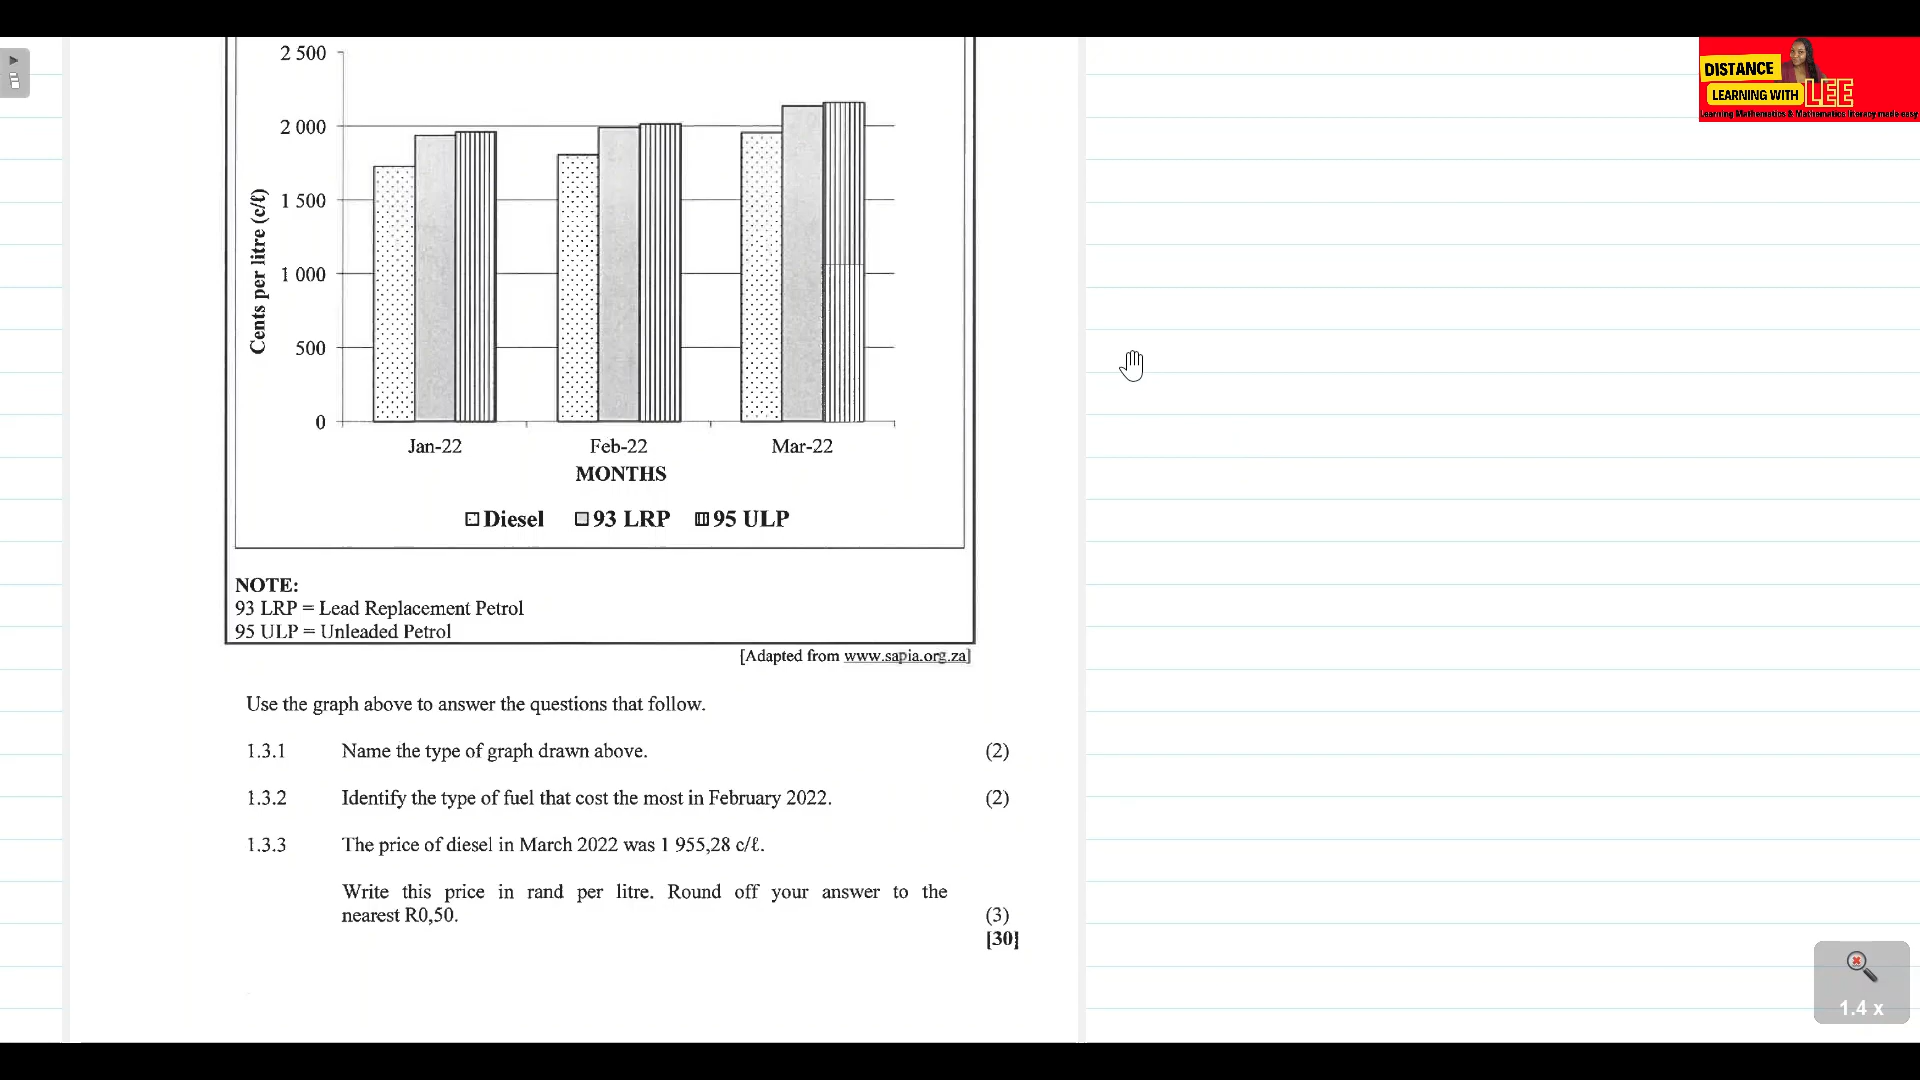 DISTANCE
LEARNING WITH LEE
Learning Mathematics & Mathematics literacy made easy
2 500
2 000
1 500
1 000
500
0
Cents per litre (c/ℓ)
Jan-22 Feb-22 Mar-22
MONTHS
Diesel 93 LRP 95 ULP
NOTE:
93 LRP = Lead Replacement Petrol
95 ULP = Unleaded Petrol
[Adapted from www.sapia.org.za]
Use the graph above to answer the questions that follow.
1.3.1 Name the type of graph drawn above. (2)
1.3.2 Identify the type of fuel that cost the most in February 2022. (2)
1.3.3 The price of diesel in March 2022 was 1 955,28 c/ℓ.
Write this price in rand per litre. Round off your answer to the
nearest R0,50. (3)
[30]
1.4 x